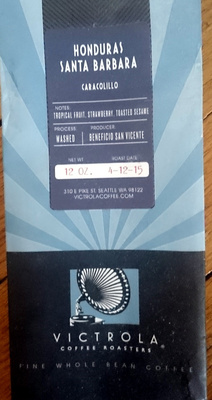 HONDURAS
SANTA BARBARA
CARACOLILLO
NOTES:
TROPICAL FRUIT, STRAWBERRY, TOASTED SESAME
PROCESS: PRODUCER:
WASHED BENEFICIO SAN VICENTE
NET WT ROAST DATE
12 OZ. 4-12-15
310 E PIKE ST. SEATTLE WA 98122
VICTROLACOFFEE.COM
VICTROLA®
COFFEE ROASTERS
FINE WHOLE BEAN COFFEE